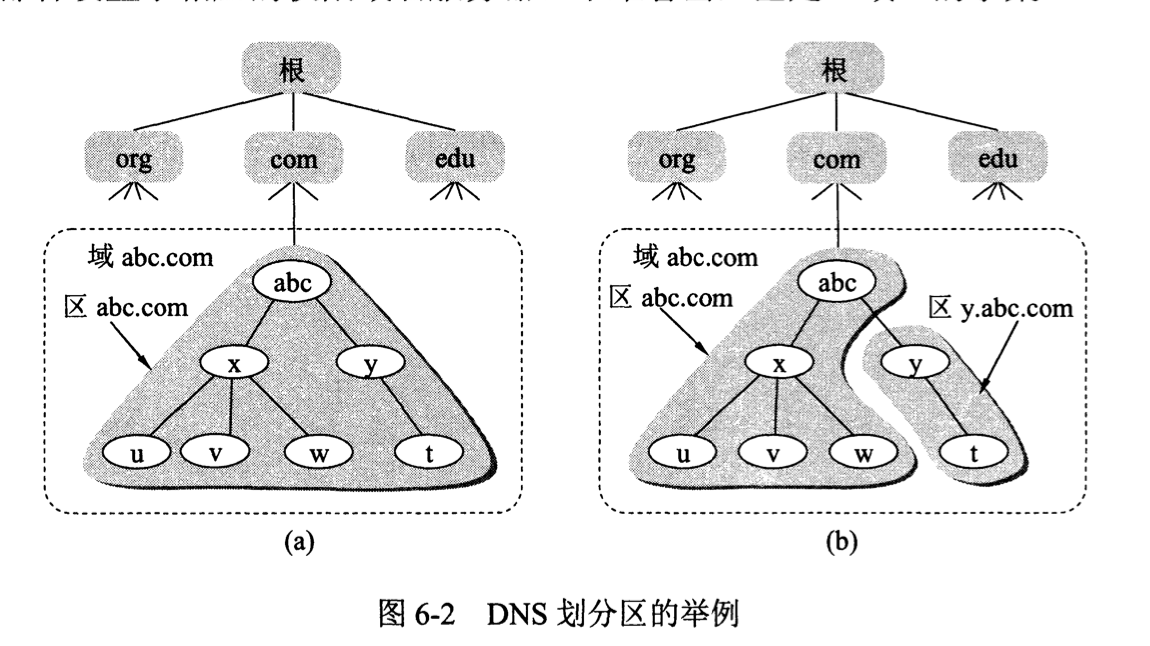 根 根
org com edu org com edu
域 abc.com 域 abc.com
abc abc
区 abc.com 区 abc.com 区 y.abc.com
x y x y
u v w t u v w t
(a) (b)
图 6-2 DNS 划分区的举例